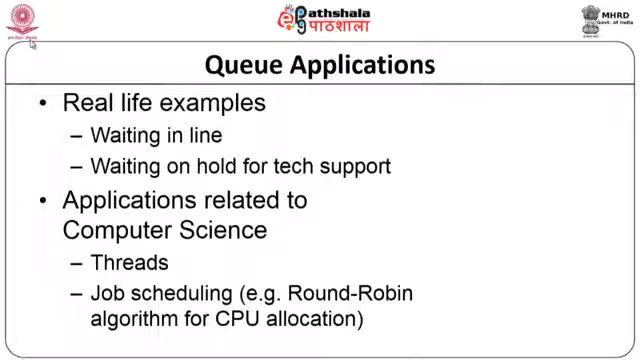 ePathshala
पाठशाला
MHRD
Govt. of India
Queue Applications
• Real life examples
– Waiting in line
– Waiting on hold for tech support
• Applications related to
Computer Science
– Threads
– Job scheduling (e.g. Round-Robin
algorithm for CPU allocation)